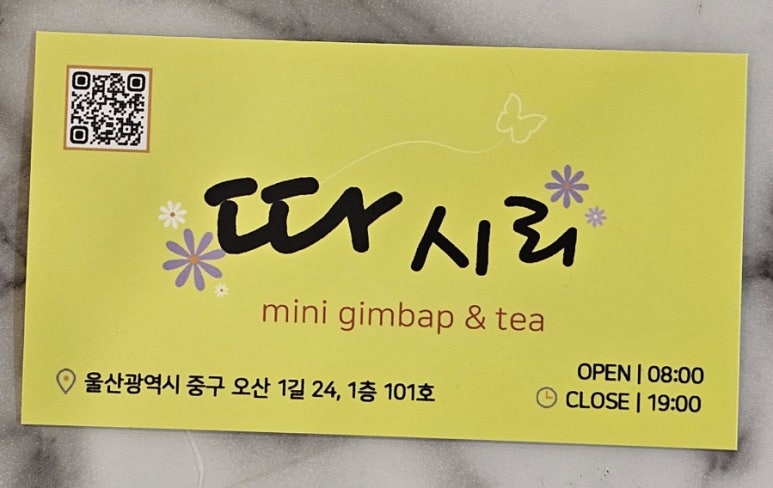 따시리
mini gimbap & tea
울산광역시 중구 오산 1길 24, 1층 101호
OPEN | 08:00
CLOSE | 19:00